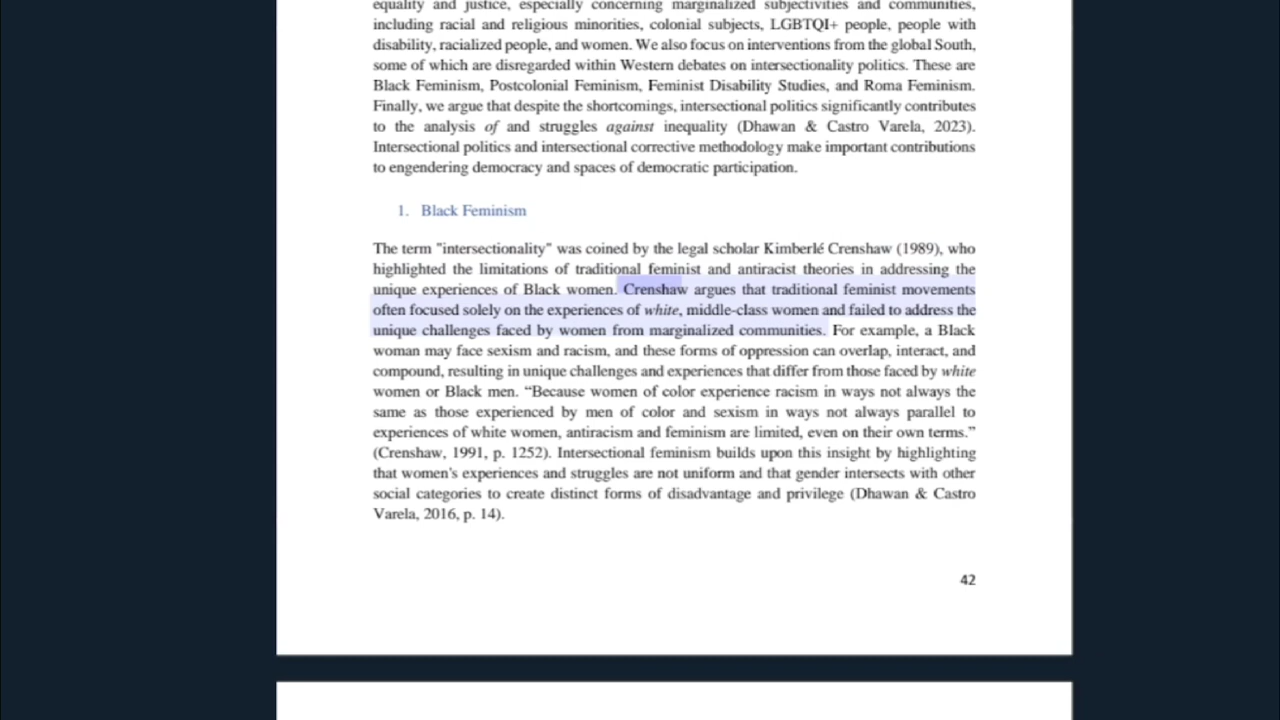 equality and justice, especially concerning marginalized subjectivities and communities,
including racial and religious minorities, colonial subjects, LGBTQI+ people, people with
disability, racialized people, and women. We also focus on interventions from the global South,
some of which are disregarded within Western debates on intersectionality politics. These are
Black Feminism, Postcolonial Feminism, Feminist Disability Studies, and Roma Feminism.
Finally, we argue that despite the shortcomings, intersectional politics significantly contributes
to the analysis of and struggles against inequality (Dhawan & Castro Varela, 2023).
Intersectional politics and intersectional corrective methodology make important contributions
to engendering democracy and spaces of democratic participation.
1. Black Feminism
The term "intersectionality" was coined by the legal scholar Kimberlé Crenshaw (1989), who
highlighted the limitations of traditional feminist and antiracist theories in addressing the
unique experiences of Black women. Crenshaw argues that traditional feminist movements
often focused solely on the experiences of white, middle-class women and failed to address the
unique challenges faced by women from marginalized communities. For example, a Black
woman may face sexism and racism, and these forms of oppression can overlap, interact, and
compound, resulting in unique challenges and experiences that differ from those faced by white
women or Black men. “Because women of color experience racism in ways not always the
same as those experienced by men of color and sexism in ways not always parallel to
experiences of white women, antiracism and feminism are limited, even on their own terms.”
(Crenshaw, 1991, p. 1252). Intersectional feminism builds upon this insight by highlighting
that women’s experiences and struggles are not uniform and that gender intersects with other
social categories to create distinct forms of disadvantage and privilege (Dhawan & Castro
Varela, 2016, p. 14).
42